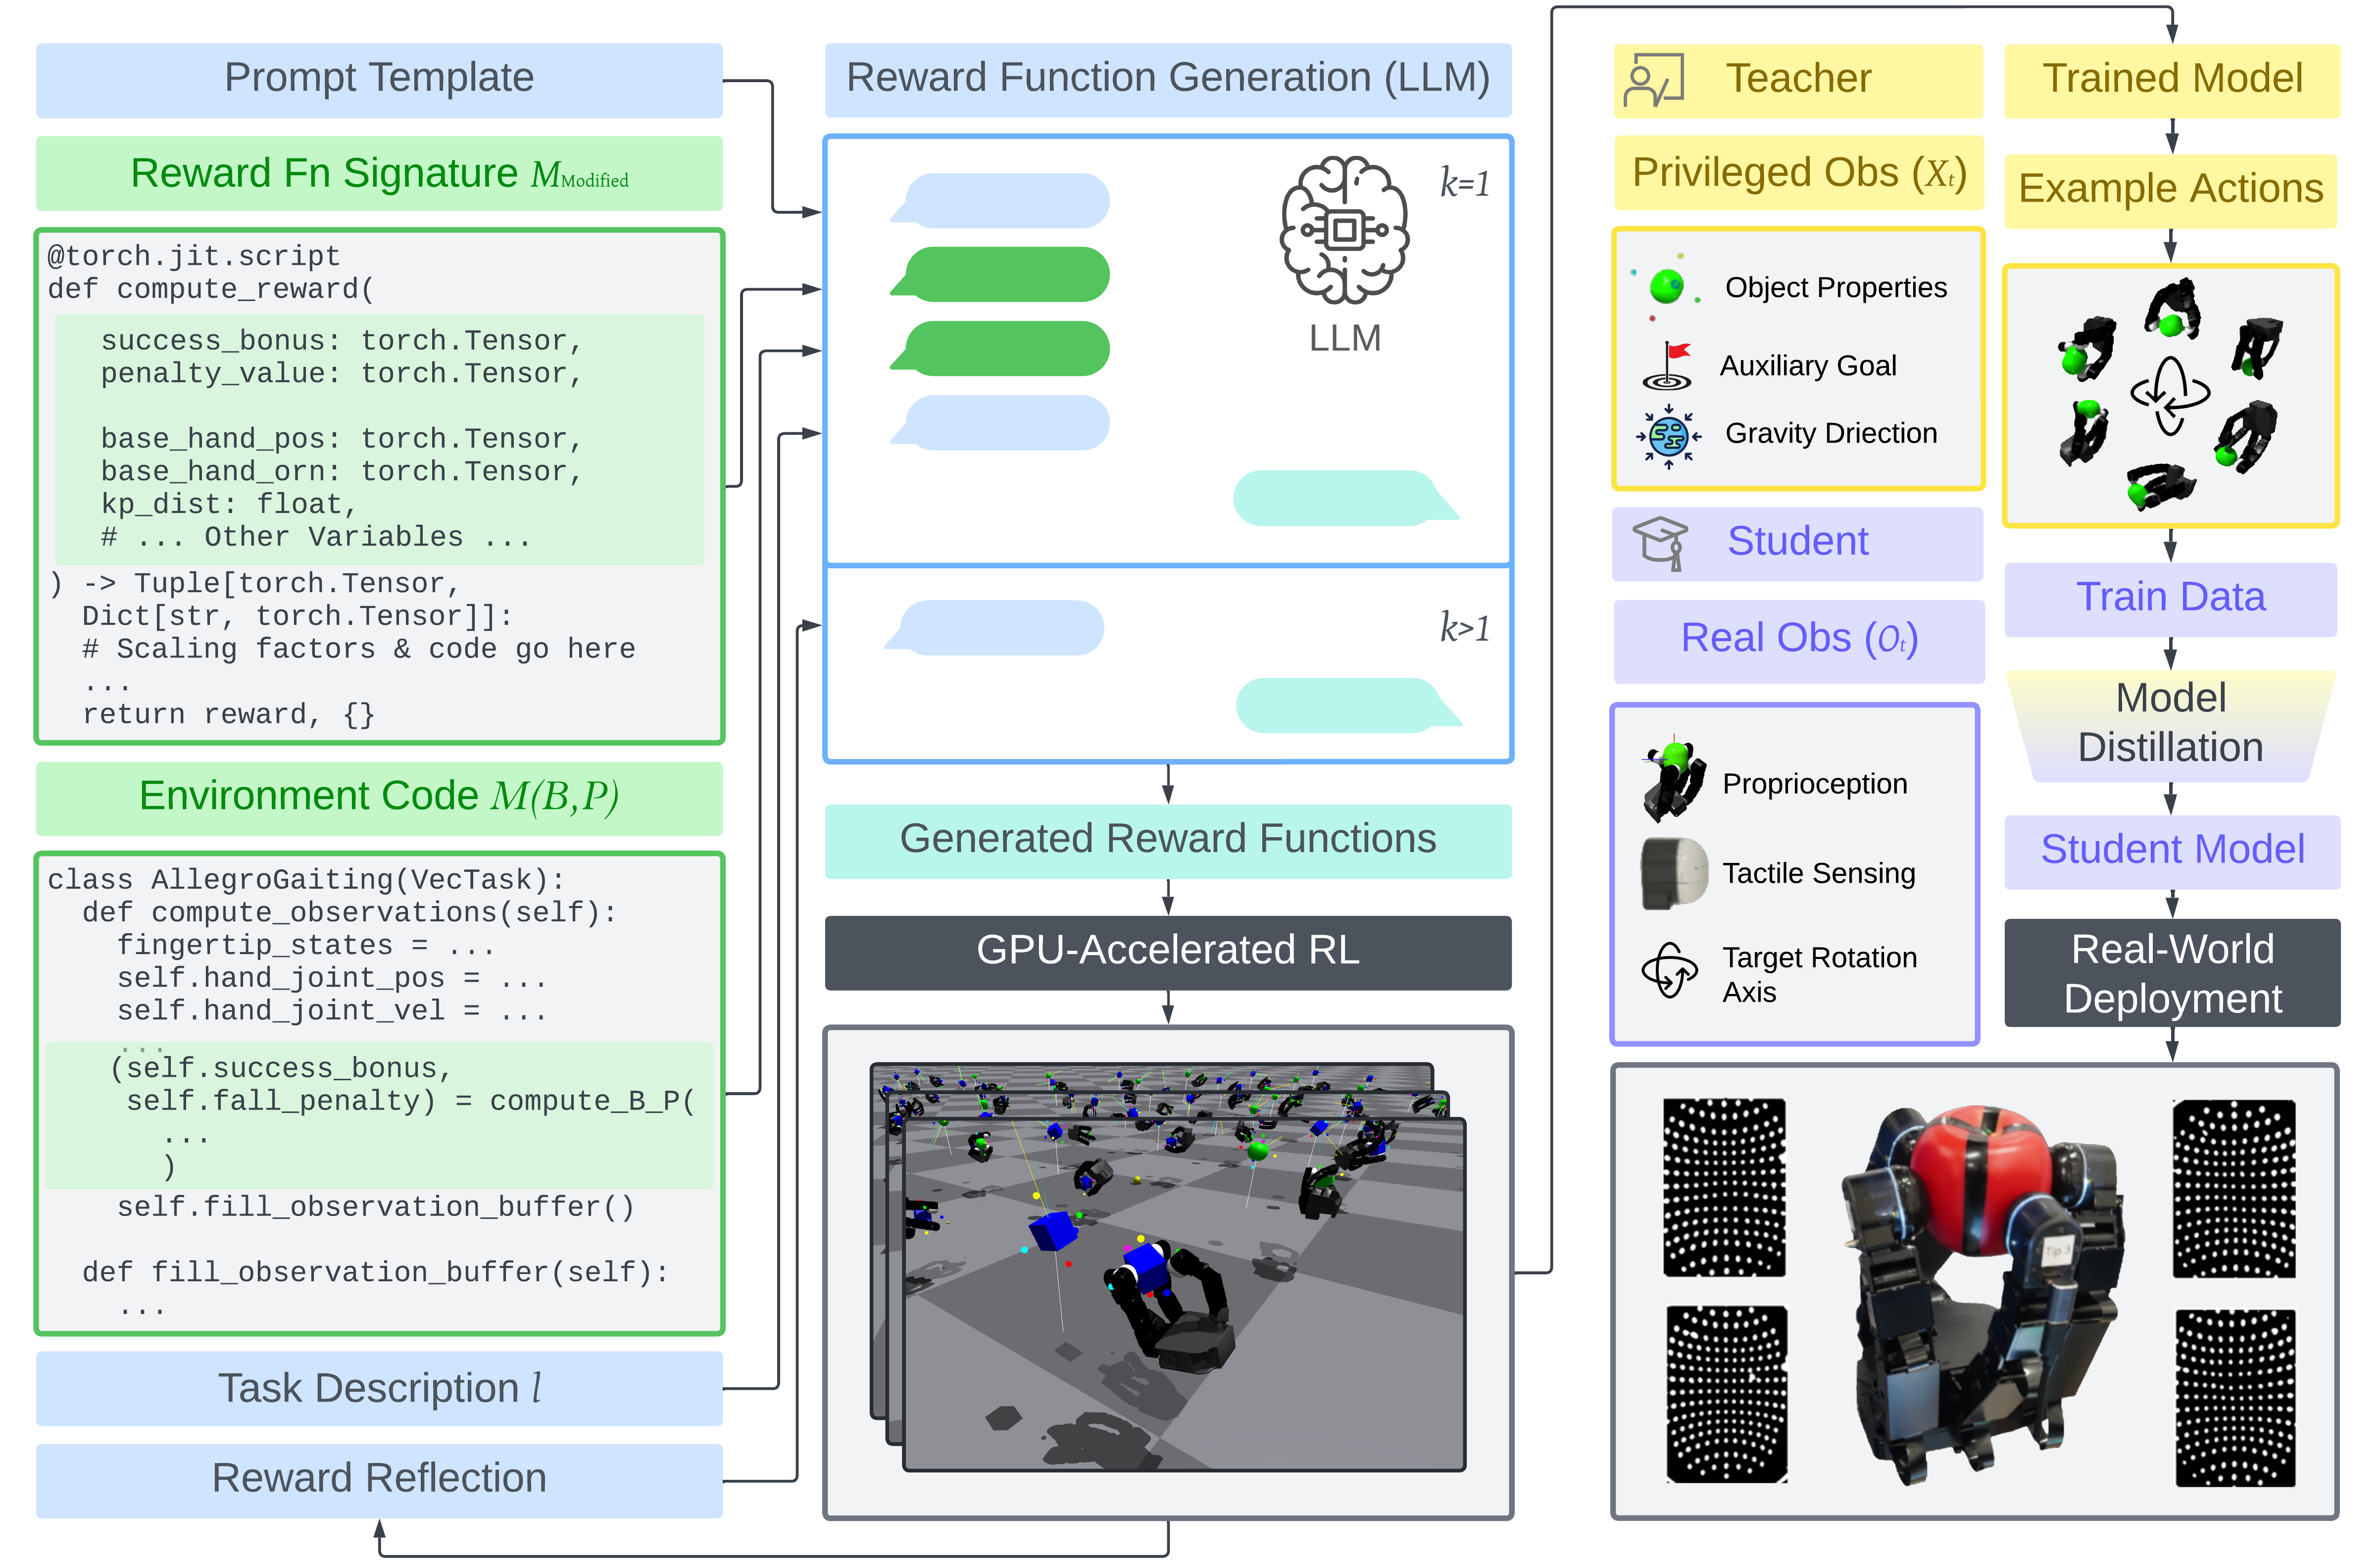 Prompt Template
Reward Fn Signature MModified
@torch.jit.script
def compute_reward(
success_bonus: torch.Tensor,
penalty_value: torch.Tensor,
base_hand_pos: torch.Tensor,
base_hand_orn: torch.Tensor,
kp_dist: float,
# ... Other Variables ...
) -> Tuple[torch.Tensor,
Dict[str, torch.Tensor]]:
# Scaling factors & code go here
...
return reward, {}
Environment Code M(B,P)
class AllegroGaiting(VecTask):
def compute_observations(self):
fingertip_states = ...
self.hand_joint_pos = ...
self.hand_joint_vel = ...
...
(self.success_bonus,
self.fall_penalty) = compute_B_P(
...
)
self.fill_observation_buffer()
def fill_observation_buffer(self):
...
Task Description l
Reward Reflection
Reward Function Generation (LLM)
k=1
LLM
k>1
Generated Reward Functions
GPU-Accelerated RL
Teacher
Privileged Obs (Xt)
Object Properties
Auxiliary Goal
Gravity Driection
Student
Real Obs (Ot)
Proprioception
Tactile Sensing
Target Rotation
Axis
Trained Model
Example Actions
Train Data
Model
Distillation
Student Model
Real-World
Deployment
Tip 3